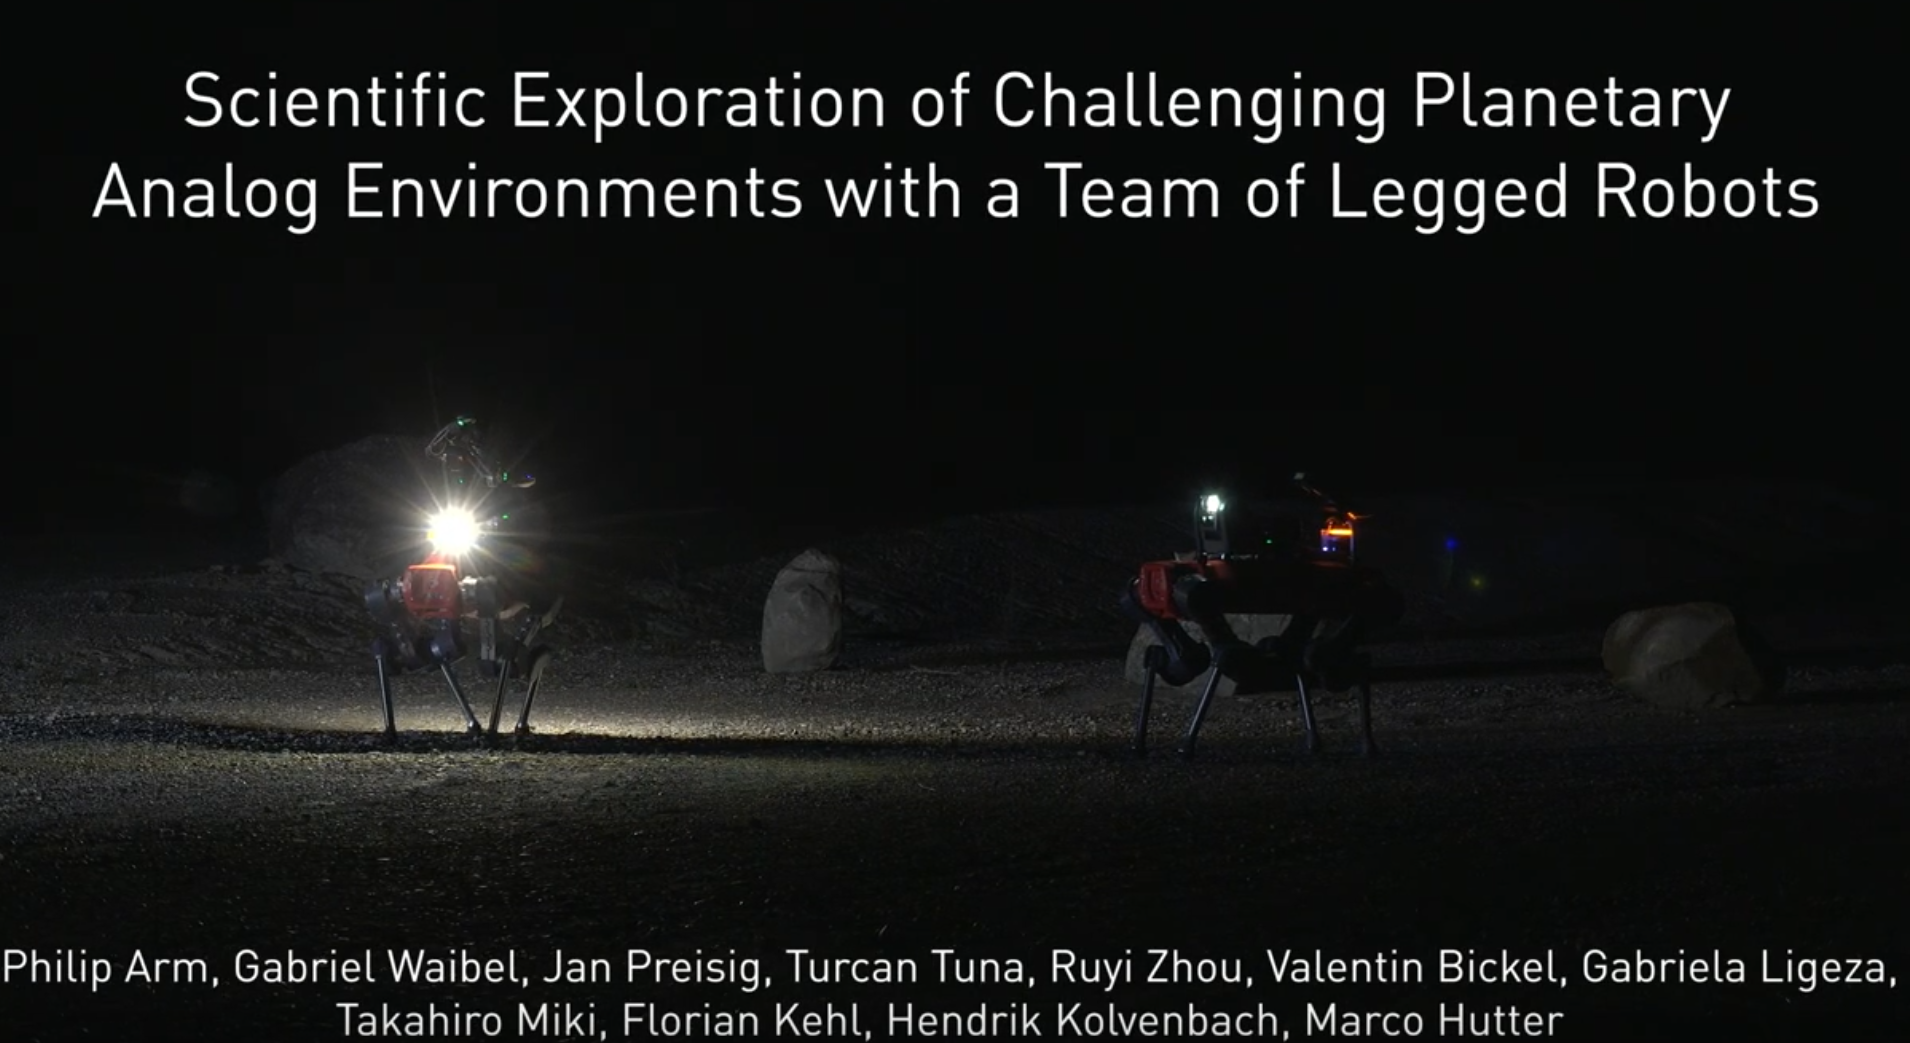 Scientific Exploration of Challenging Planetary
Analog Environments with a Team of Legged Robots
Philip Arm, Gabriel Waibel, Jan Preisig, Turcan Tuna, Ruyi Zhou, Valentin Bickel, Gabriela Ligeza,
Takahiro Miki, Florian Kehl, Hendrik Kolvenbach, Marco Hutter